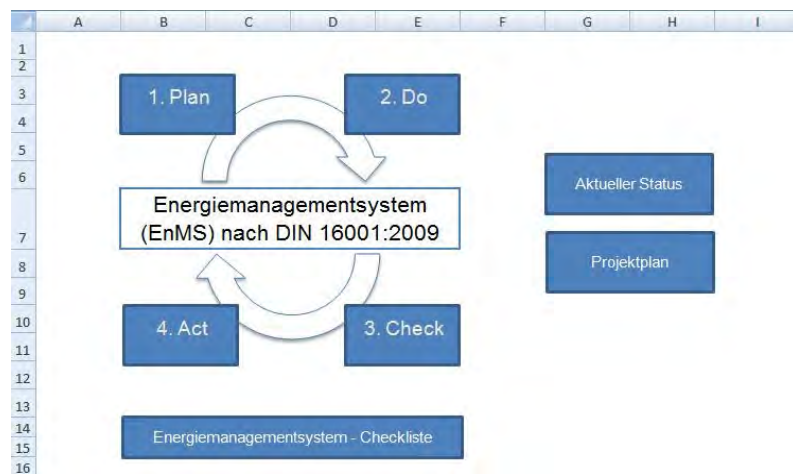 A B C D E F G H I
1
2
3
4
5
6
7
8
9
10
11
12
13
14
15
16
1. Plan
2. Do
Energiemanagementsystem
(EnMS) nach DIN 16001:2009
4. Act
3. Check
Energiemanagementsystem - Checkliste
Aktueller Status
Projektplan